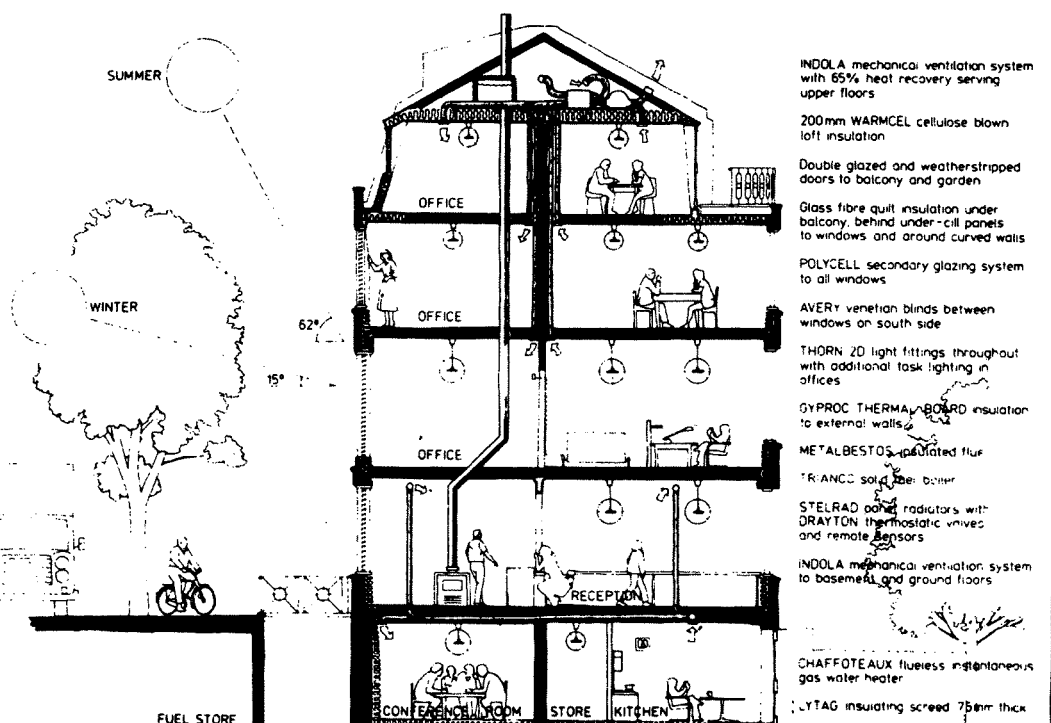 SUMMER
WINTER
62°
15°
OFFICE
OFFICE
OFFICE
RECEPTION
CONFERENCE ROOM
STORE
KITCHEN
FUEL STORE
INDOLA mechanical ventilation system
with 65% heat recovery serving
upper floors
200mm WARMCEL cellulose blown
loft insulation
Double glazed and weatherstripped
doors to balcony and garden
Glass fibre quilt insulation under
balcony, behind under-cill panels
to windows and around curved walls
POLYCELL secondary glazing system
to all windows
AVERY venetian blinds between
windows on south side
THORN 2D light fittings throughout
with additional task lighting in
offices
GYPROC THERMAL BOARD insulation
to external walls
METALBESTOS insulated flue
TRIANCO solid fuel boiler
STELRAD panel radiators with
DRAYTON thermostatic valves
and remote sensors
INDOLA mechanical ventilation system
to basement and ground floors
CHAFFOTEAUX flueless instantaneous
gas water heater
LYTAG insulating screed 75mm thick